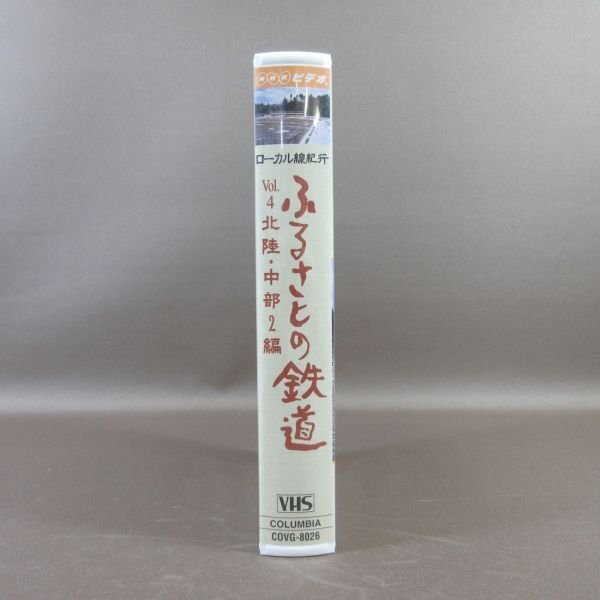 NHKビデオ
ローカル線紀行
ふるさとの鉄道
Vol.4 北陸・中部2編
VHS
COLUMBIA
COVG-8026